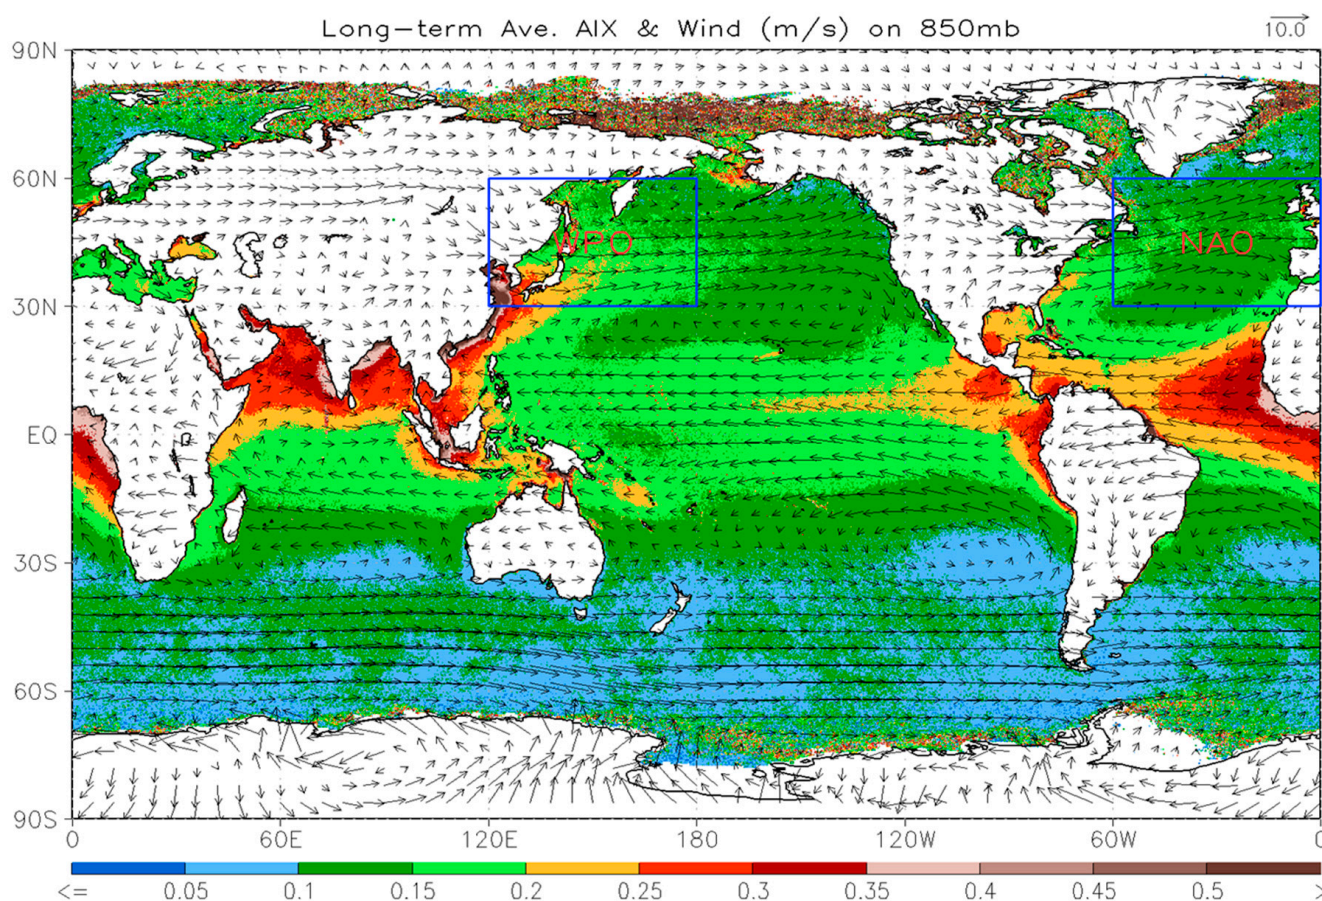 Long-term Ave. AIX & Wind (m/s) on 850mb
10.0
90N
60N
30N
EQ
30S
60S
90S
WPO
NAO
0 60E 120E 180 120W 60W 0
<= 0.05 0.1 0.15 0.2 0.25 0.3 0.35 0.4 0.45 0.5 >